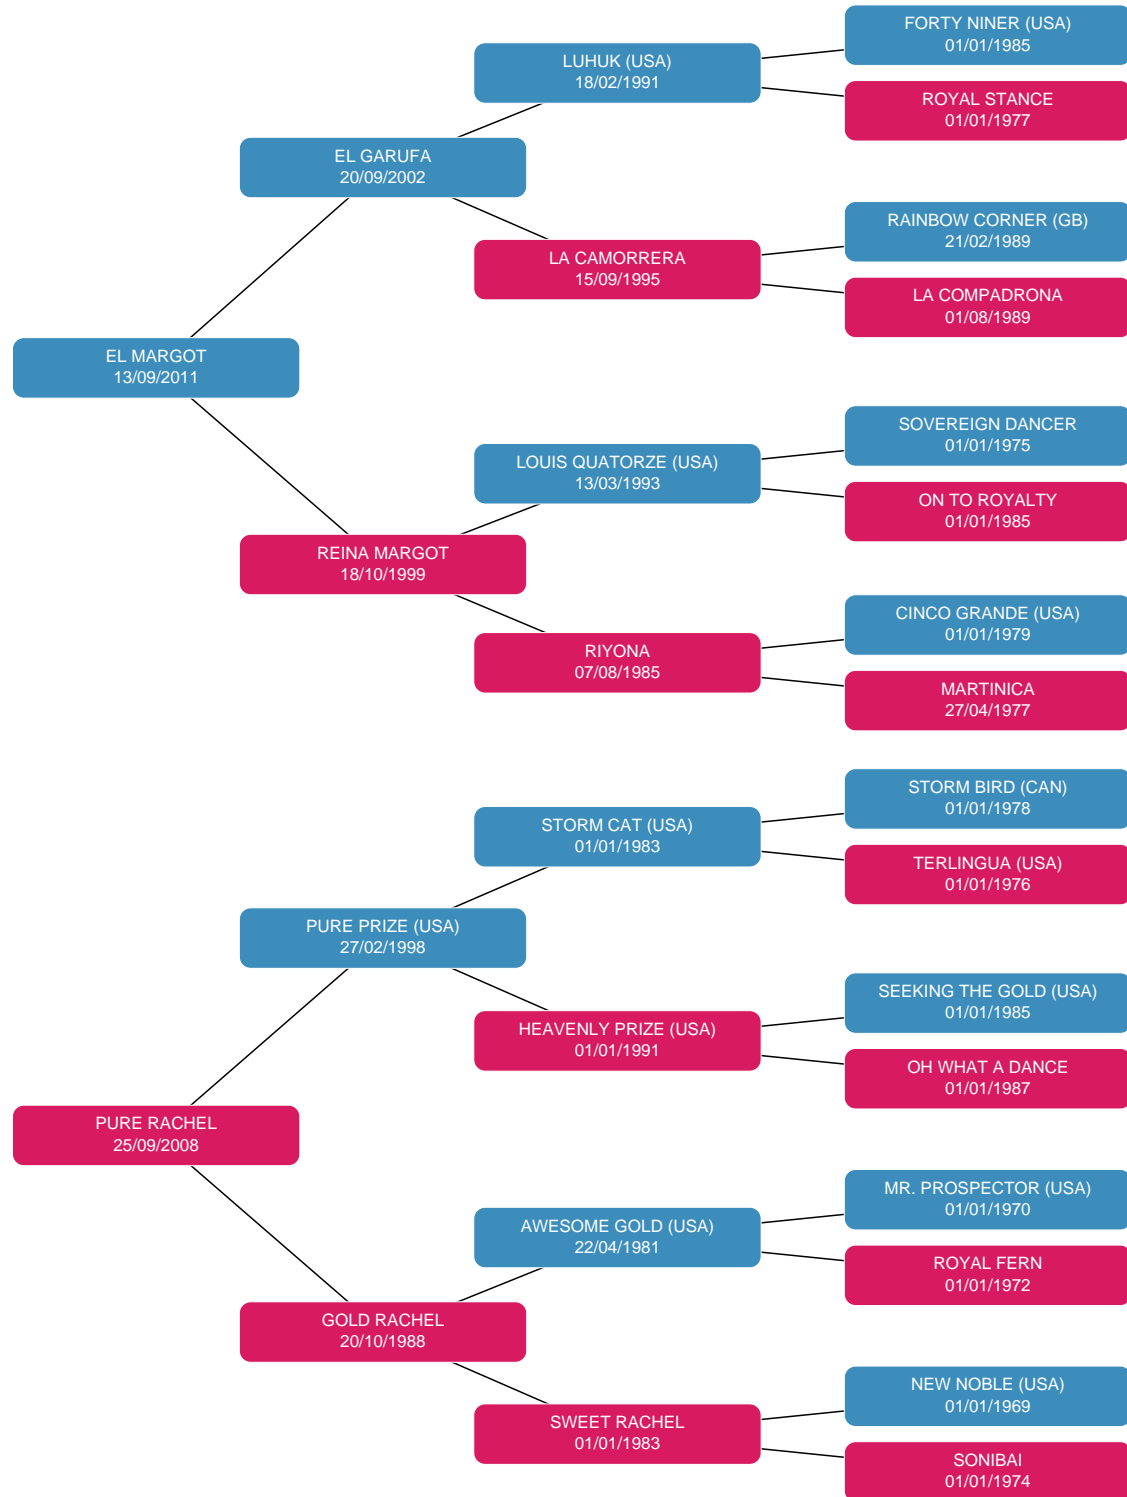 FORTY NINER (USA)
01/01/1985
LUHUK (USA)
18/02/1991
ROYAL STANCE
01/01/1977
EL GARUFA
20/09/2002
RAINBOW CORNER (GB)
21/02/1989
LA CAMORRERA
15/09/1995
LA COMPADRONA
01/08/1989
EL MARGOT
13/09/2011
SOVEREIGN DANCER
01/01/1975
LOUIS QUATORZE (USA)
13/03/1993
ON TO ROYALTY
01/01/1985
REINA MARGOT
18/10/1999
CINCO GRANDE (USA)
01/01/1979
RIYONA
07/08/1985
MARTINICA
27/04/1977
STORM BIRD (CAN)
01/01/1978
STORM CAT (USA)
01/01/1983
TERLINGUA (USA)
01/01/1976
PURE PRIZE (USA)
27/02/1998
SEEKING THE GOLD (USA)
01/01/1985
HEAVENLY PRIZE (USA)
01/01/1991
OH WHAT A DANCE
01/01/1987
PURE RACHEL
25/09/2008
MR. PROSPECTOR (USA)
01/01/1970
AWESOME GOLD (USA)
22/04/1981
ROYAL FERN
01/01/1972
GOLD RACHEL
20/10/1988
NEW NOBLE (USA)
01/01/1969
SWEET RACHEL
01/01/1983
SONIBAI
01/01/1974